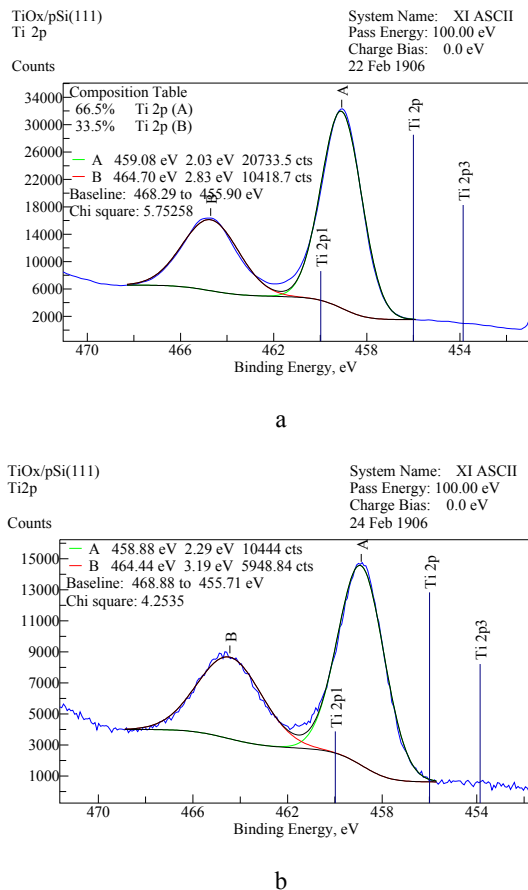 TiOx/pSi(111)
Ti 2p
Counts
System Name: XI ASCII
Pass Energy: 100.00 eV
Charge Bias: 0.0 eV
22 Feb 1906
Composition Table
66.5% Ti 2p (A)
33.5% Ti 2p (B)
A 459.08 eV 2.03 eV 20733.5 cts
B 464.70 eV 2.83 eV 10418.7 cts
Baseline: 468.29 to 455.90 eV
Chi square: 5.75258
A
B
Ti 2p1
Ti 2p
Ti 2p3
34000
30000
26000
22000
18000
14000
10000
6000
2000
470 466 462 458 454
Binding Energy, eV
a
TiOx/pSi(111)
Ti2p
Counts
System Name: XI ASCII
Pass Energy: 100.00 eV
Charge Bias: 0.0 eV
24 Feb 1906
A 458.88 eV 2.29 eV 10444 cts
B 464.44 eV 3.19 eV 5948.84 cts
Baseline: 468.88 to 455.71 eV
Chi square: 4.2535
A
B
Ti 2p1
Ti 2p
Ti 2p3
15000
13000
11000
9000
7000
5000
3000
1000
470 466 462 458 454
Binding Energy, eV
b